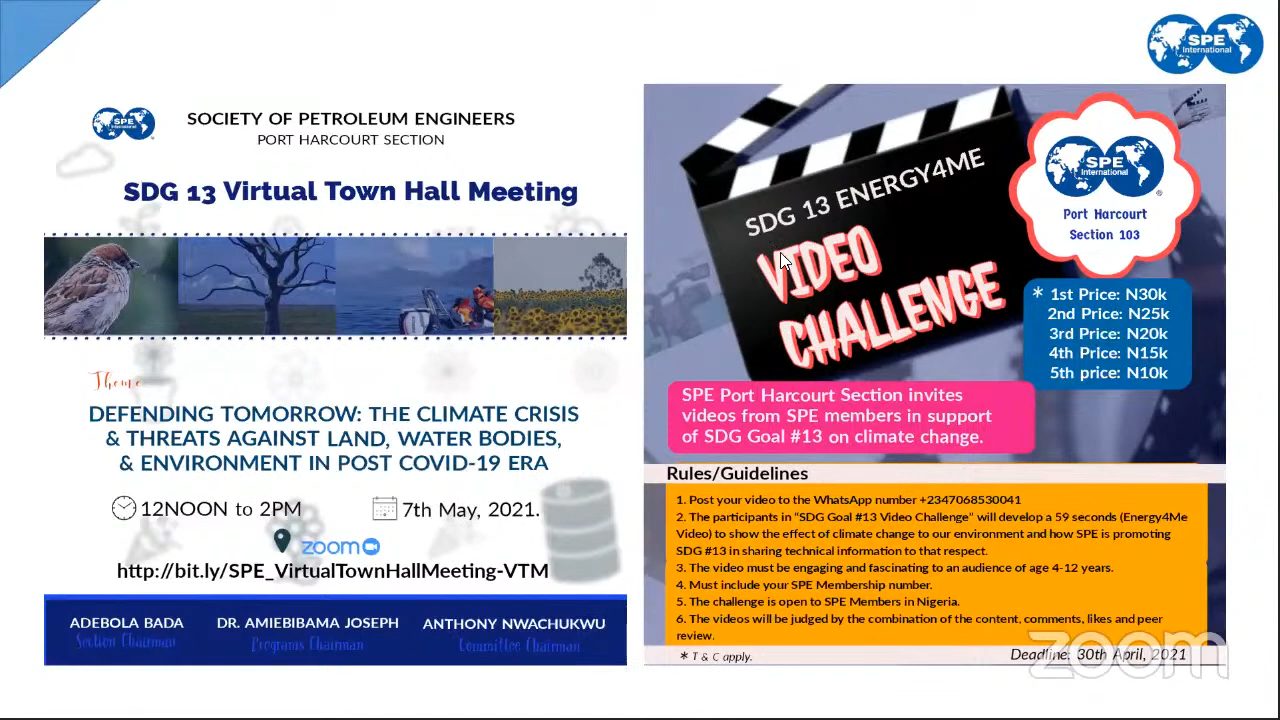 SPE
International
SPE
International
SOCIETY OF PETROLEUM ENGINEERS
PORT HARCOURT SECTION
SDG 13 Virtual Town Hall Meeting
Theme
DEFENDING TOMORROW: THE CLIMATE CRISIS
& THREATS AGAINST LAND, WATER BODIES,
& ENVIRONMENT IN POST COVID-19 ERA
12NOON to 2PM
7th May, 2021.
zoom
http://bit.ly/SPE_VirtualTownHallMeeting-VTM
ADEBOLA BADA
Section Chairman
DR. AMIEBIBAMA JOSEPH
Programs Chairman
ANTHONY NWACHUKWU
Committee Chairman
SDG 13 ENERGY4ME
VIDEO
CHALLENGE
SPE
International
Port Harcourt
Section 103
* 1st Price: N30k
2nd Price: N25k
3rd Price: N20k
4th Price: N15k
5th price: N10k
SPE Port Harcourt Section invites
videos from SPE members in support
of SDG Goal #13 on climate change.
Rules/Guidelines
1. Post your video to the WhatsApp number +2347068530041
2. The participants in “SDG Goal #13 Video Challenge” will develop a 59 seconds (Energy4Me
Video) to show the effect of climate change to our environment and how SPE is promoting
SDG #13 in sharing technical information to that respect.
3. The video must be engaging and fascinating to an audience of age 4-12 years.
4. Must include your SPE Membership number.
5. The challenge is open to SPE Members in Nigeria.
6. The videos will be judged by the combination of the content, comments, likes and peer
review.
* T & C apply.
Deadline: 30th April, 2021
zoom